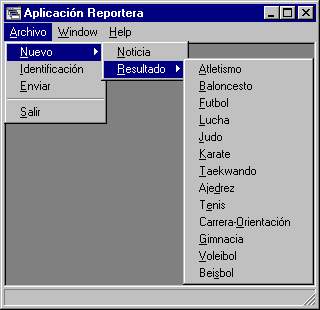 Aplicación Reportera
Archivo Window Help
Nuevo
Identificación
Enviar
Salir
Noticia
Resultado
Atletismo
Baloncesto
Futbol
Lucha
Judo
Karate
Taekwando
Ajedrez
Tenis
Carrera-Orientación
Gimnacia
Voleibol
Beisbol